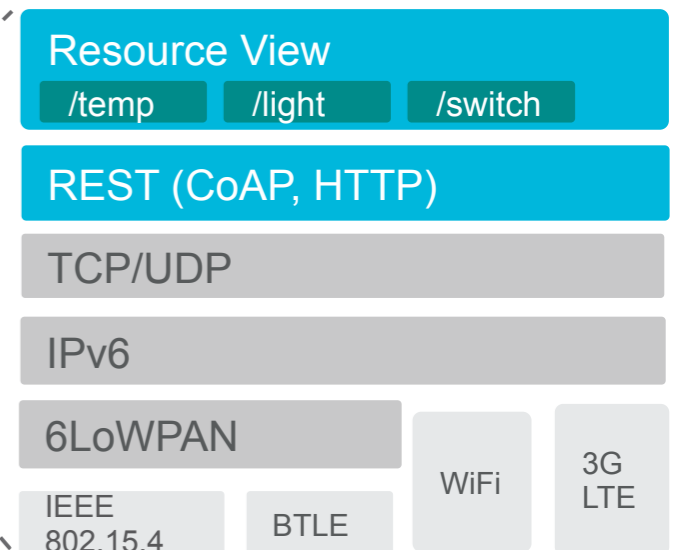 Resource View
/temp /light /switch
REST (CoAP, HTTP)
TCP/UDP
IPv6
6LoWPAN
WiFi
3G
LTE
IEEE
802.15.4
BTLE